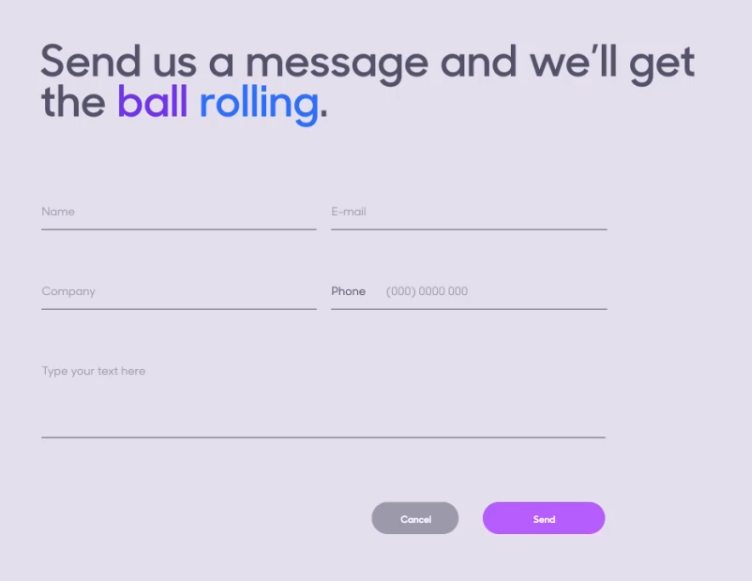 Send us a message and we’ll get
the ball rolling.
Name
E-mail
Company
Phone (000) 0000 000
Type your text here
Cancel
Send